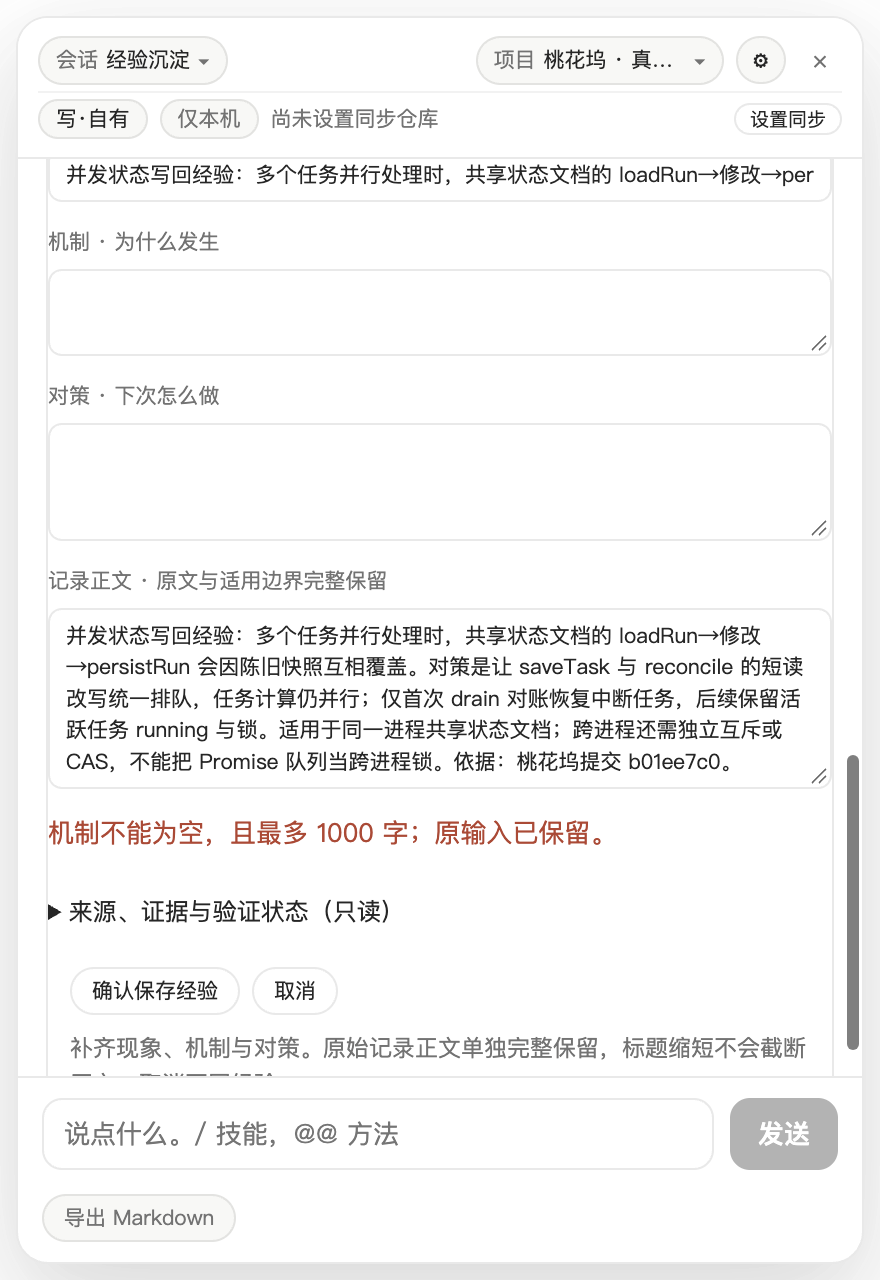 会话 经验沉淀
项目 桃花坞 · 真…
写·自有
仅本机
尚未设置同步仓库
设置同步
并发状态写回经验：多个任务并行处理时，共享状态文档的 loadRun→修改→per
机制 · 为什么发生
对策 · 下次怎么做
记录正文 · 原文与适用边界完整保留
并发状态写回经验：多个任务并行处理时，共享状态文档的 loadRun→修改
→persistRun 会因陈旧快照互相覆盖。对策是让 saveTask 与 reconcile 的短读
改写统一排队，任务计算仍并行；仅首次 drain 对账恢复中断任务，后续保留活
跃任务 running 与锁。适用于同一进程共享状态文档；跨进程还需独立互斥或
CAS，不能把 Promise 队列当跨进程锁。依据：桃花坞提交 b01ee7c0。
机制不能为空，且最多 1000 字；原输入已保留。
来源、证据与验证状态（只读）
确认保存经验
取消
补齐现象、机制与对策。原始记录正文单独完整保留，标题缩短不会截断
说点什么。/ 技能，@@ 方法
发送
导出 Markdown